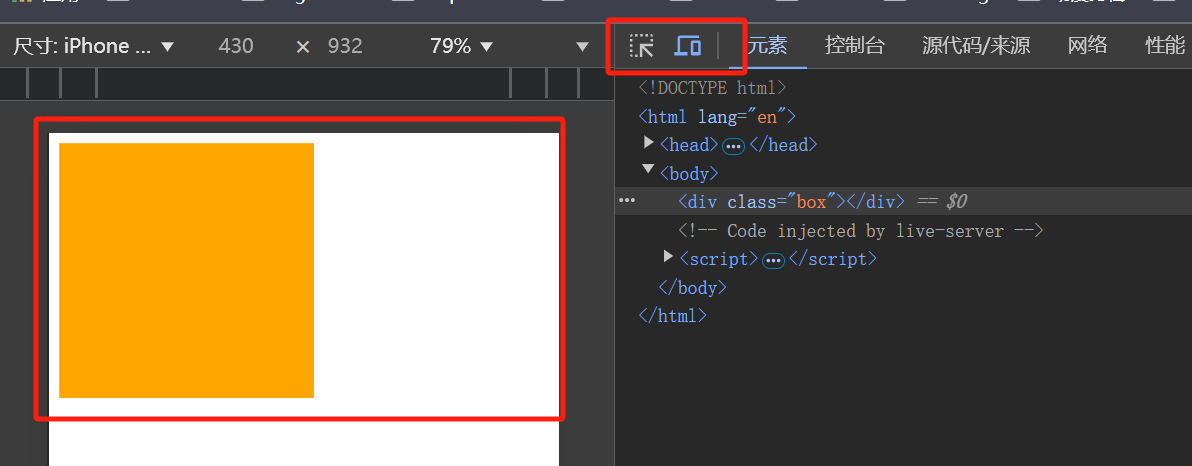 尺寸: iPhone ... ▼ 430 × 932 79% ▼ ▼
元素 控制台 源代码/来源 网络 性能
<!DOCTYPE html>
<html lang="en">
▶<head>…</head>
▼<body>
… <div class="box"></div> == $0
<!-- Code injected by live-server -->
▶<script>…</script>
</body>
</html>